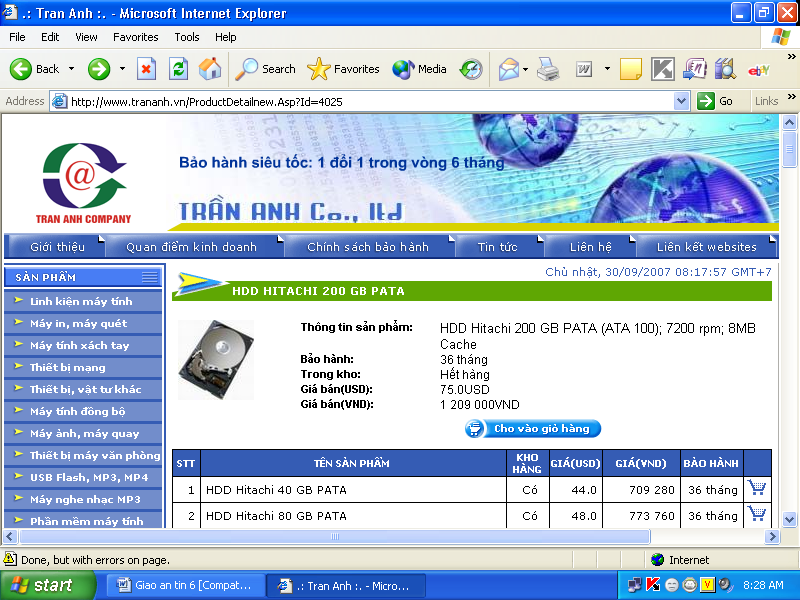 .: Tran Anh :. - Microsoft Internet Explorer
File Edit View Favorites Tools Help
Back Search Favorites Media
Address http://www.trananh.vn/ProductDetailnew.Asp?Id=4025 Go Links
Bảo hành siêu tốc: 1 đổi 1 trong vòng 6 tháng
TRAN ANH COMPANY
TRẦN ANH Co., ltd
Giới thiệu Quan điểm kinh doanh Chính sách bảo hành Tin tức Liên hệ Liên kết websites
Chủ nhật, 30/09/2007 08:17:57 GMT+7
SẢN PHẨM
Linh kiện máy tính
Máy in, máy quét
Máy tính xách tay
Thiết bị mạng
Thiết bị, vật tư khác
Máy tính đồng bộ
Máy ảnh, máy quay
Thiết bị máy văn phòng
USB Flash, MP3, MP4
Máy nghe nhạc MP3
Phần mềm máy tính
HDD HITACHI 200 GB PATA
Thông tin sản phẩm: HDD Hitachi 200 GB PATA (ATA 100); 7200 rpm; 8MB
Cache
Bảo hành: 36 tháng
Trong kho: Hết hàng
Giá bán(USD): 75.0USD
Giá bán(VND): 1 209 000VND
Cho vào giỏ hàng
STT TÊN SẢN PHẨM KHO HÀNG GIÁ(USD) GIÁ(VND) BẢO HÀNH
1 HDD Hitachi 40 GB PATA Có 44.0 709 280 36 tháng
2 HDD Hitachi 80 GB PATA Có 48.0 773 760 36 tháng
Done, but with errors on page. Internet
start Giao an tin 6 [Compat... .: Tran Anh :. - Micro... 8:28 AM